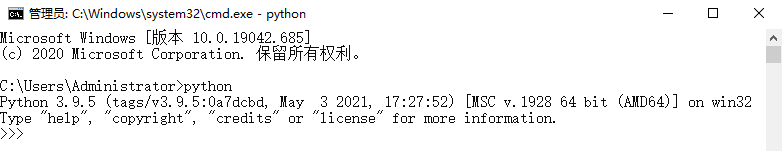 管理员: C:\Windows\system32\cmd.exe - python
Microsoft Windows [版本 10.0.19042.685]
(c) 2020 Microsoft Corporation. 保留所有权利。
C:\Users\Administrator>python
Python 3.9.5 (tags/v3.9.5:0a7dcbd, May  3 2021, 17:27:52) [MSC v.1928 64 bit (AMD64)] on win32
Type "help", "copyright", "credits" or "license" for more information.
>>>